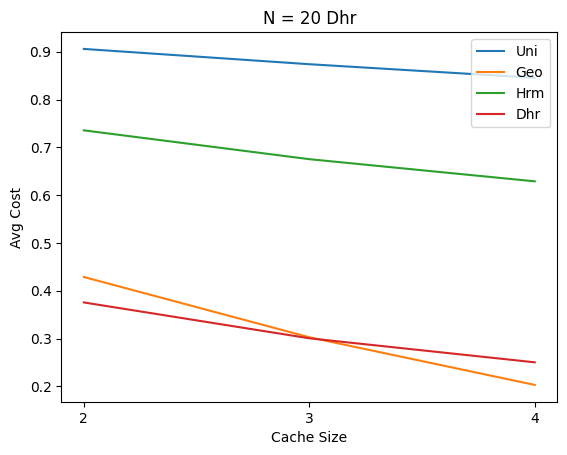 N = 20 Dhr
Uni
Geo
Hrm
Dhr
Avg Cost
0.9
0.8
0.7
0.6
0.5
0.4
0.3
0.2
2 3 4
Cache Size